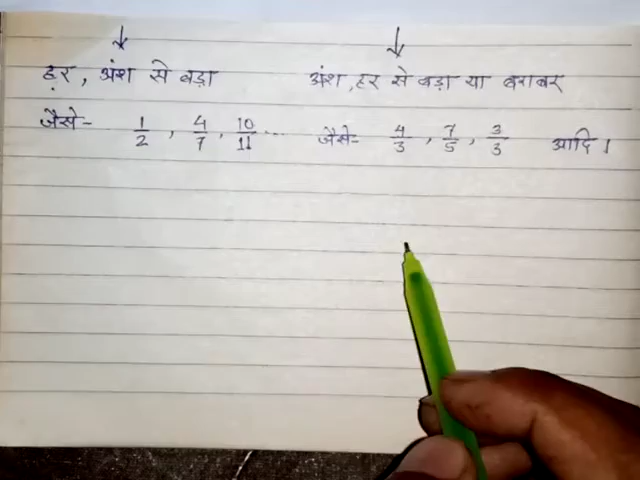 हर, अंश से बड़ा
जैसे- 1/2, 4/7, 10/11 ...
अंश, हर से बड़ा या बराबर
जैसे- 4/3, 7/5, 3/3 आदि।